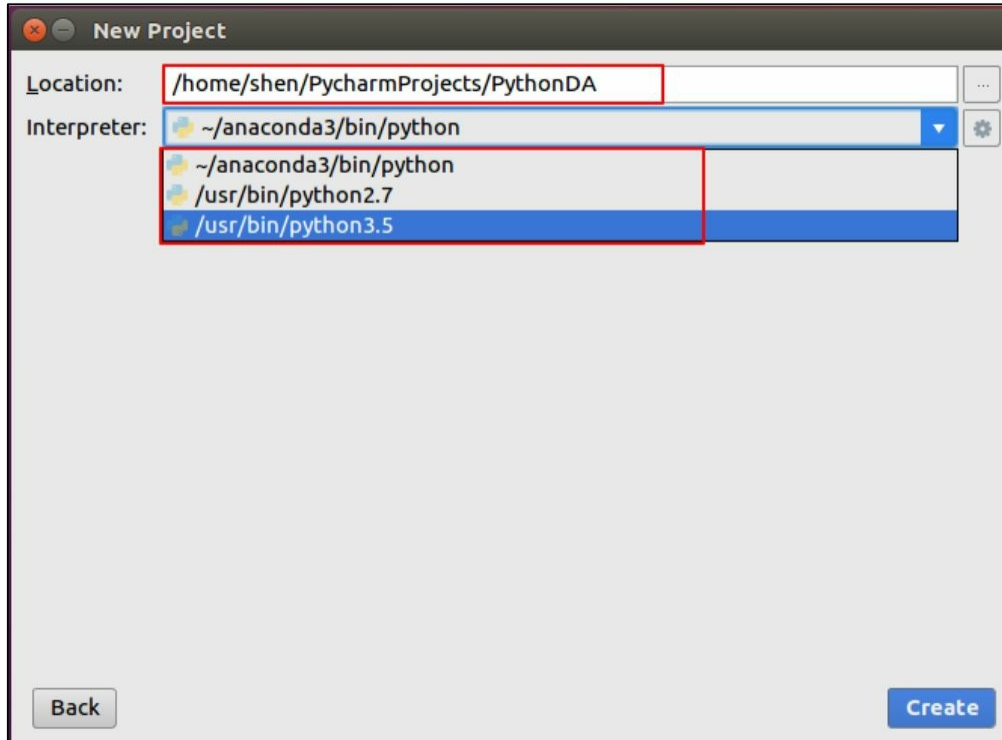 New Project
Location: /home/shen/PycharmProjects/PythonDA ...
Interpreter: ~/anaconda3/bin/python
~/anaconda3/bin/python
/usr/bin/python2.7
/usr/bin/python3.5
Back Create